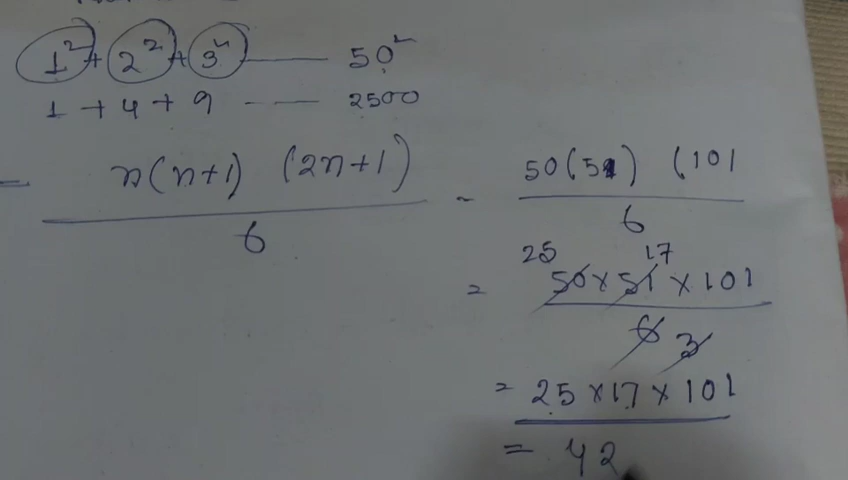 1² + 2² + 3² —— 50²
1 + 4 + 9 —— 2500
= n(n+1) (2n+1) / 6 - 50(51) (101 / 6
25 17
= 50 × 51 × 101 / 6 3
= 25 × 17 × 101
= 42